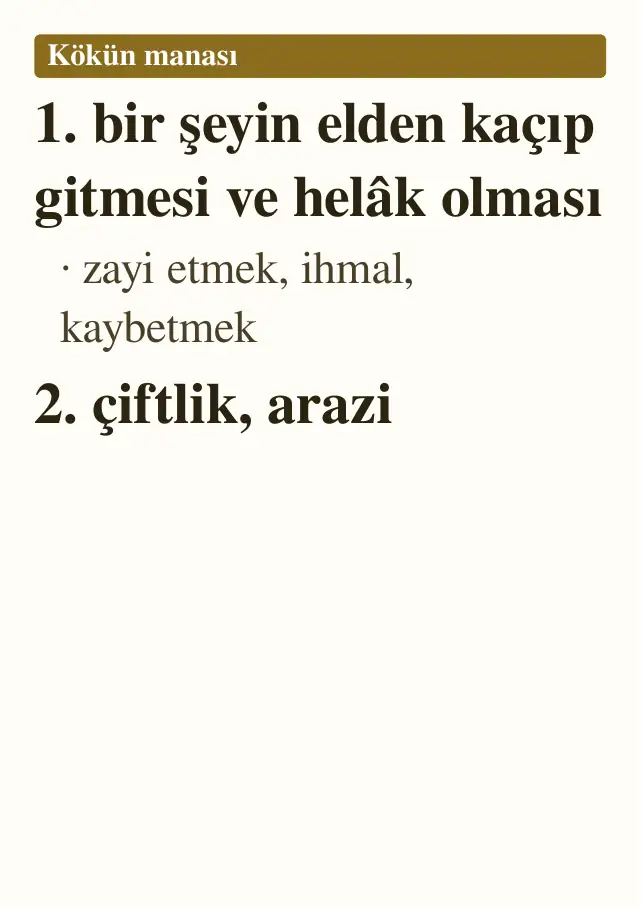 Kökün manası
1. bir şeyin elden kaçıp
gitmesi ve helâk olması
· zayi etmek, ihmal,
kaybetmek
2. çiftlik, arazi